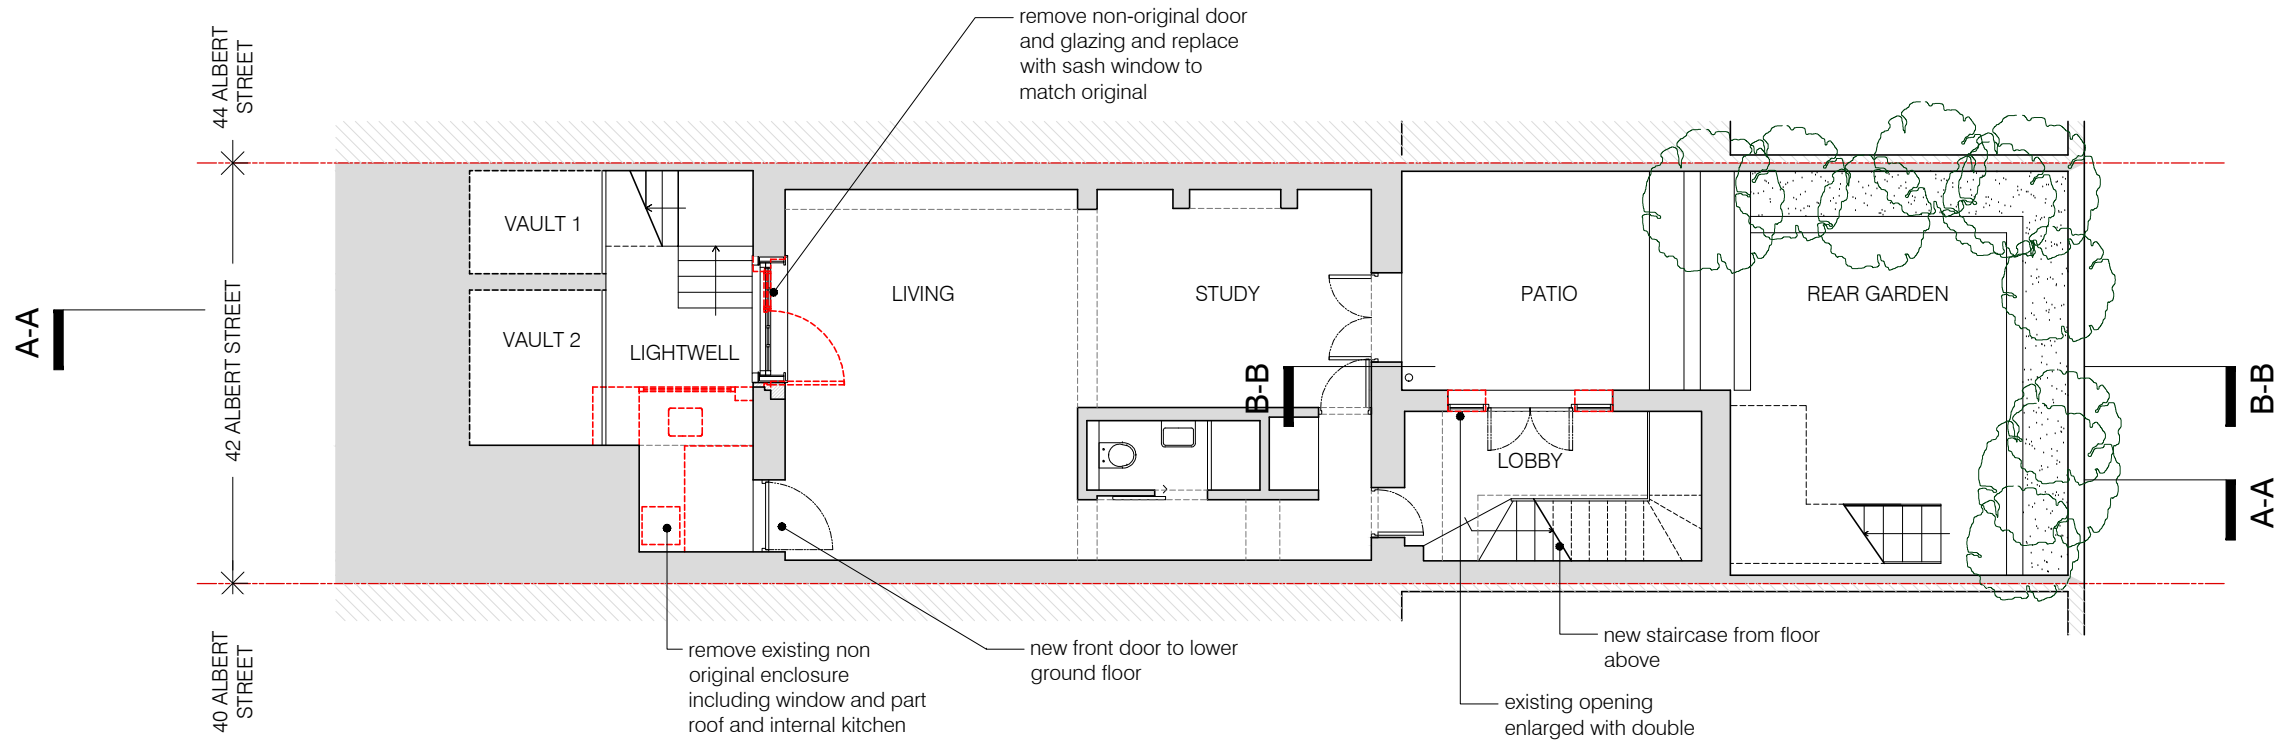 remove non-original door
and glazing and replace
with sash window to
match original
44 ALBERT
STREET
VAULT 1
LIVING
STUDY
PATIO
REAR GARDEN
A-A
42 ALBERT STREET
VAULT 2
LIGHTWELL
B-B
B-B
LOBBY
A-A
40 ALBERT
STREET
remove existing non
original enclosure
including window and part
roof and internal kitchen
new front door to lower
ground floor
new staircase from floor
above
existing opening
enlarged with double